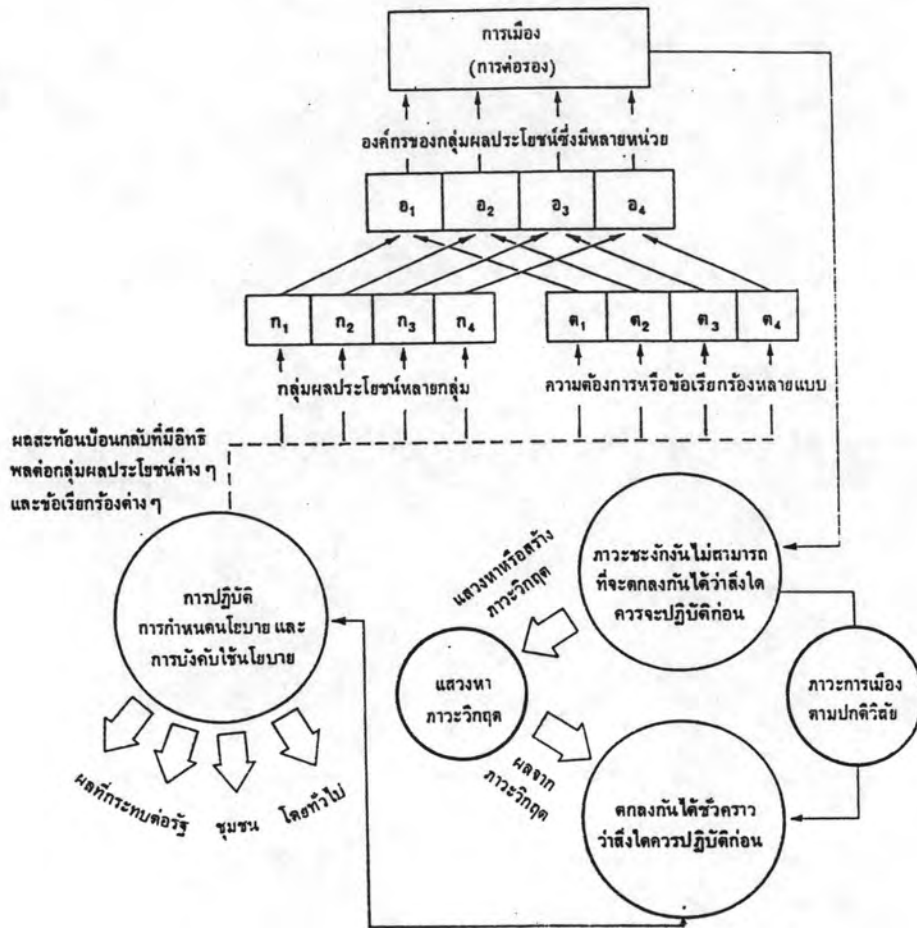 การเมือง
(การต่อรอง)
องค์กรของกลุ่มผลประโยชน์ซึ่งมีหลายหน่วย
อ₁ อ₂ อ₃ อ₄
ก₁ ก₂ ก₃ ก₄
ต₁ ต₂ ต₃ ต₄
กลุ่มผลประโยชน์หลายกลุ่ม
ความต้องการหรือข้อเรียกร้องหลายแบบ
ผลสะท้อนป้อนกลับที่มีอิทธิ
พลต่อกลุ่มผลประโยชน์ต่าง ๆ
และข้อเรียกร้องต่าง ๆ
ภาวะชะงักงันไม่สามารถ
ที่จะตกลงกันได้ว่าสิ่งใด
ควรจะปฏิบัติก่อน
แสวงหาหรือสร้าง
ภาวะวิกฤต
การปฏิบัติ
การกำหนดนโยบาย และ
การบังคับใช้นโยบาย
แสวงหา
ภาวะวิกฤต
ภาวะการเมือง
ตามปกติวิสัย
ผลจาก
ภาวะวิกฤต
ตกลงกันได้ชั่วคราว
ว่าสิ่งใดควรปฏิบัติก่อน
ผลที่กระทบต่อรัฐ ชุมชน โดยทั่วไป